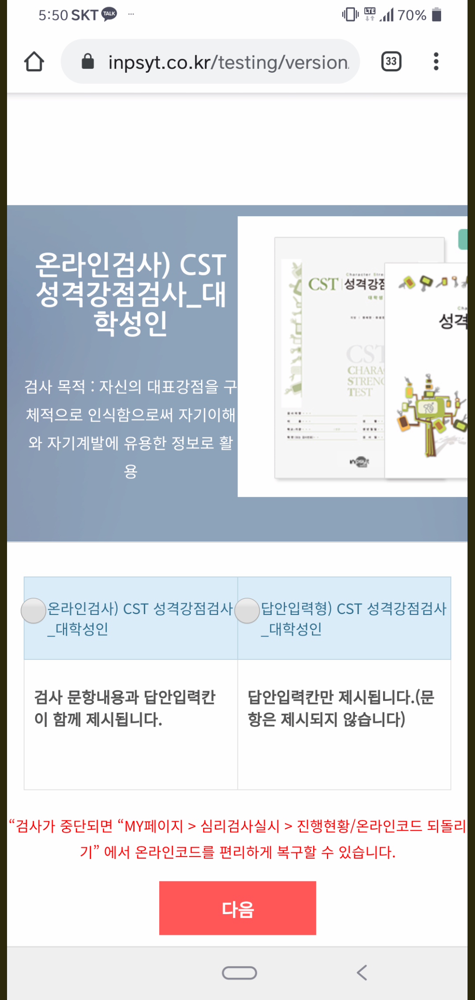 5:50 SKT TALK ...
LTE 70%
inpsyt.co.kr/testing/version
33
온라인검사) CST
성격강점검사_대
학성인
검사 목적 : 자신의 대표강점을 구
체적으로 인식함으로써 자기이해
와 자기계발에 유용한 정보로 활
용
CST 성격강점
대학생
CST
CHARA
STRENG
TEST
inpsyt
Cha
성격
온라인검사) CST 성격강점검사
_대학성인
답안입력형) CST 성격강점검사
_대학성인
검사 문항내용과 답안입력칸
이 함께 제시됩니다.
답안입력칸만 제시됩니다.(문
항은 제시되지 않습니다)
“검사가 중단되면 “MY페이지 > 심리검사실시 > 진행현황/온라인코드 되돌리
기” 에서 온라인코드를 편리하게 복구할 수 있습니다.
다음